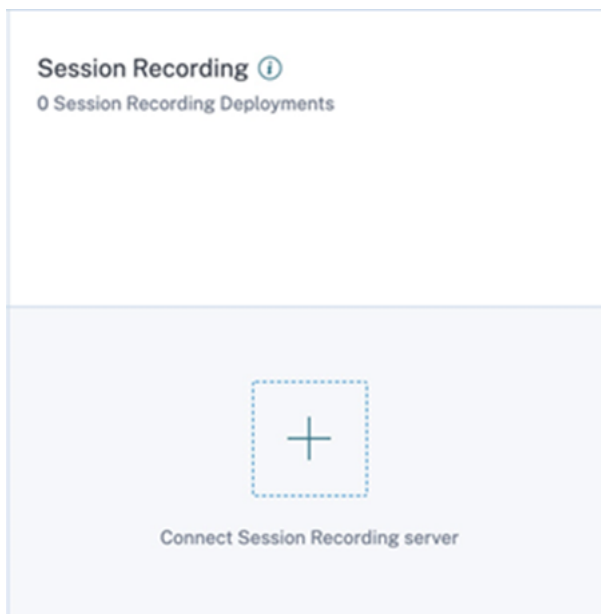 Session Recording i
0 Session Recording Deployments
Connect Session Recording server